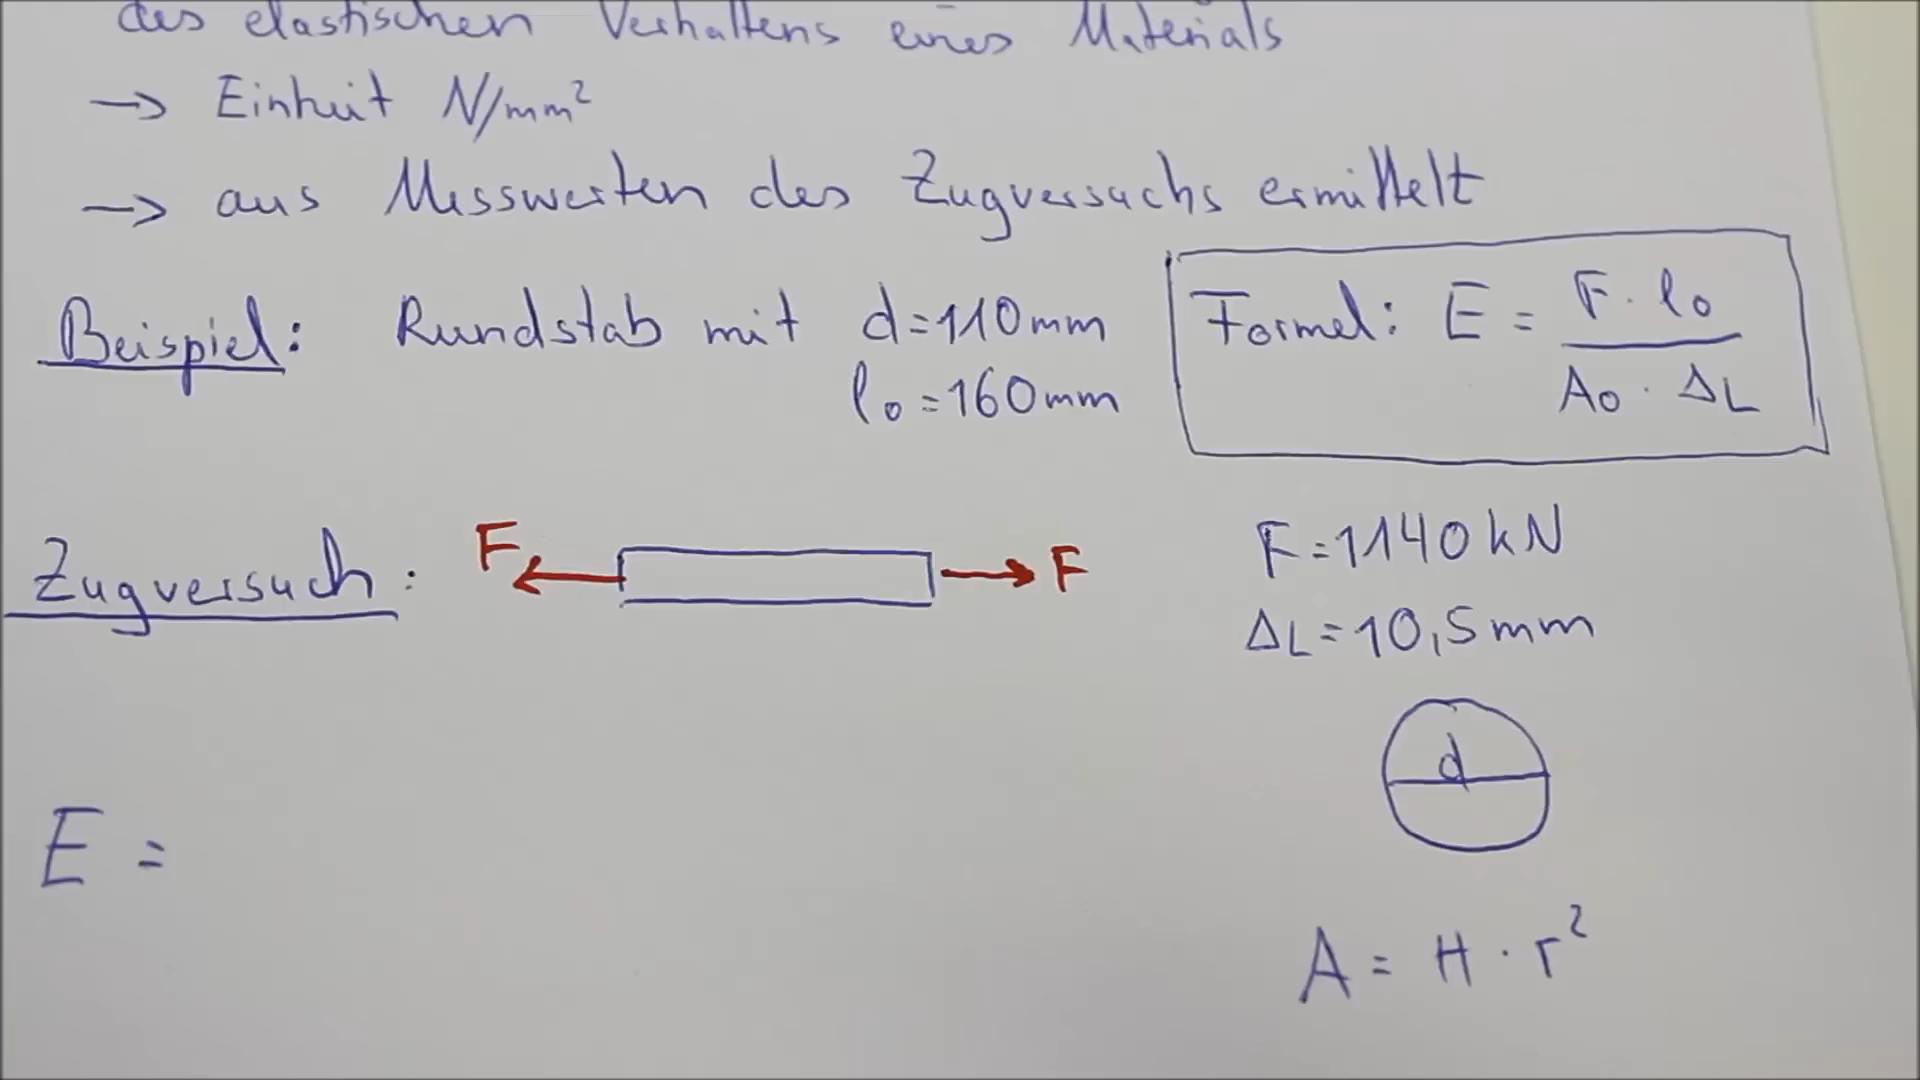 des elastischen Verhaltens eines Materials
→ Einheit N/mm²
→ aus Messwerten des Zugversuchs ermittelt
Beispiel: Rundstab mit d=110mm
l₀=160mm
Formel: E = F · l₀ / A₀ · ΔL
Zugversuch: F F
F=1140kN
ΔL=10,5mm
d
E =
A = π · r²